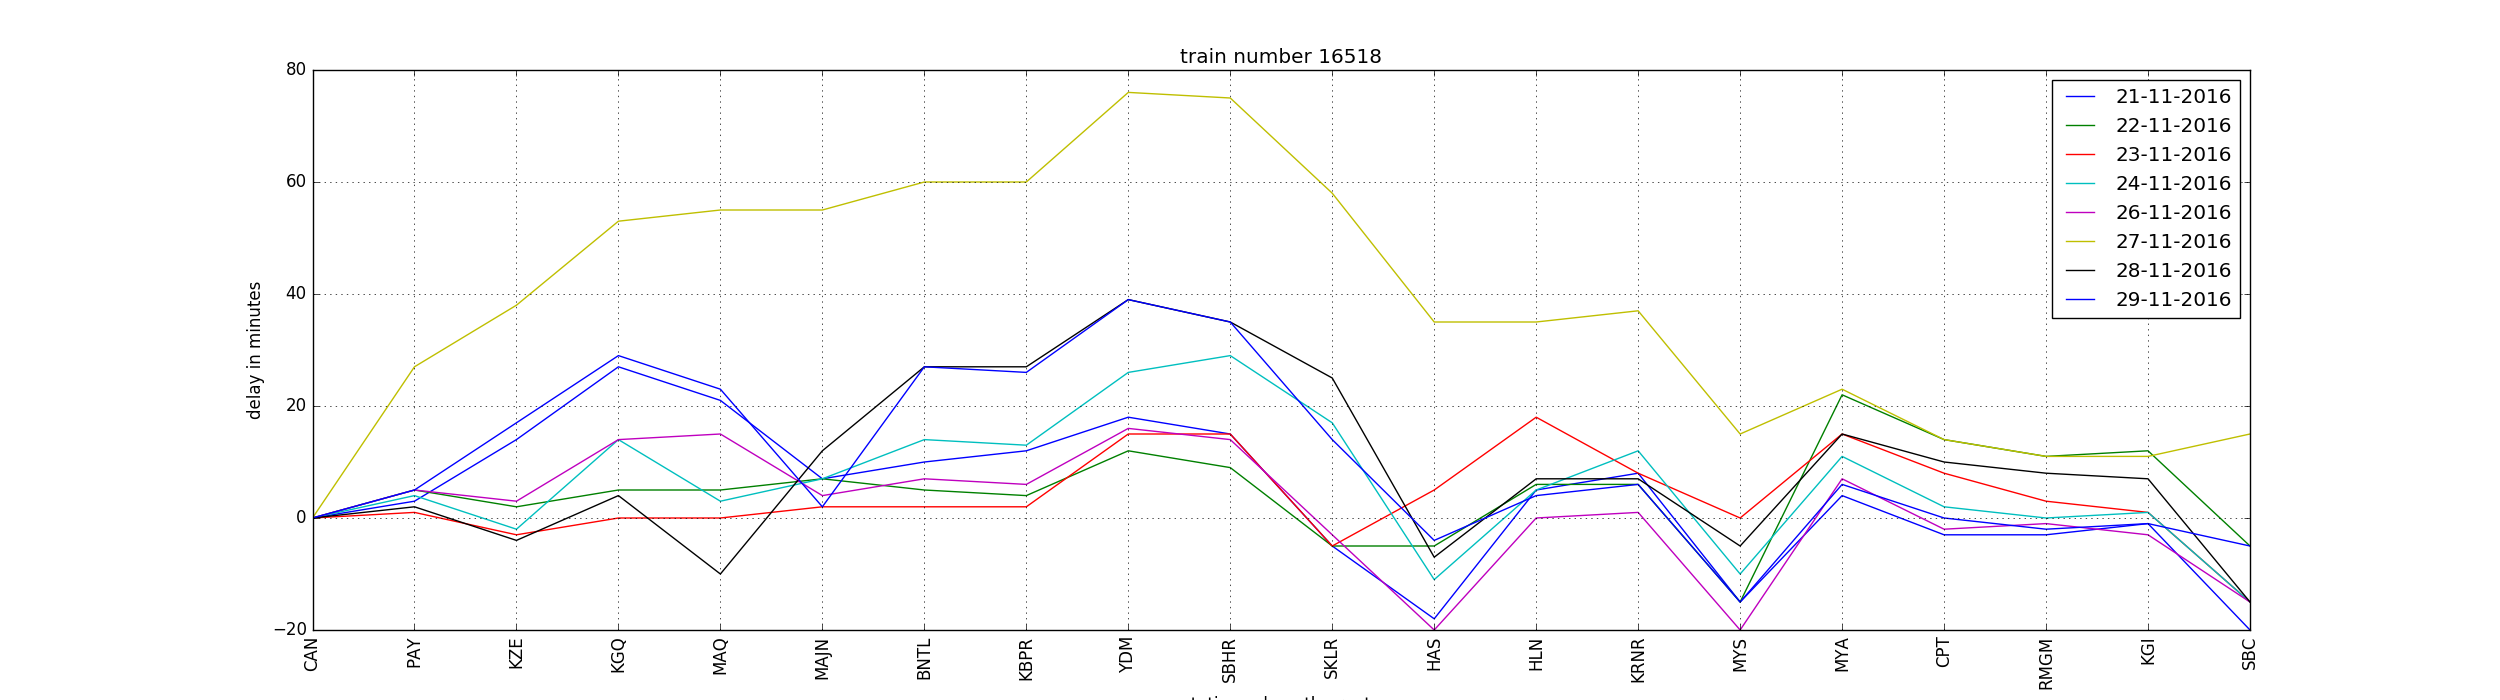 train number 16518
80
60
40
20
0
−20
delay in minutes
21-11-2016
22-11-2016
23-11-2016
24-11-2016
26-11-2016
27-11-2016
28-11-2016
29-11-2016
CAN
PAY
KZE
KGQ
MAQ
MAJN
BNTL
KBPR
YDM
SBHR
SKLR
HAS
HLN
KRNR
MYS
MYA
CPT
RMGM
KGI
SBC